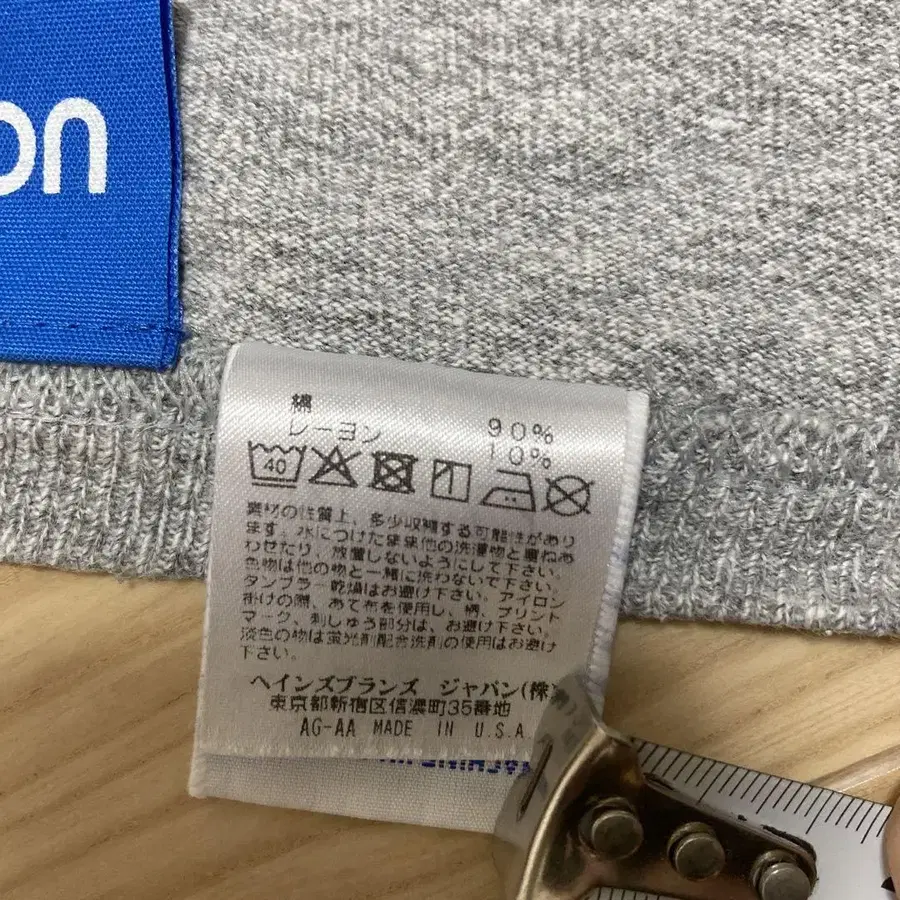 on
綿 90%
レーヨン 10%
40
素材の性質上、多少収縮する可能性があり
ます。水につけたまま他の洗濯物と重ねあ
わせたり、放置しないようにして下さい。
色物は他の物と一緒に洗わないで下さい。
タンブラー乾燥はお避け下さい。アイロン
掛けの際、あて布を使用し、柄、プリント
マーク、刺しゅう部分は、お避け下さい。
淡色の物は蛍光剤配合洗剤の使用はお避け
下さい。
ヘインズブランズ ジャパン(株)
東京都新宿区信濃町35番地
AG-AA MADE IN U.S.A.